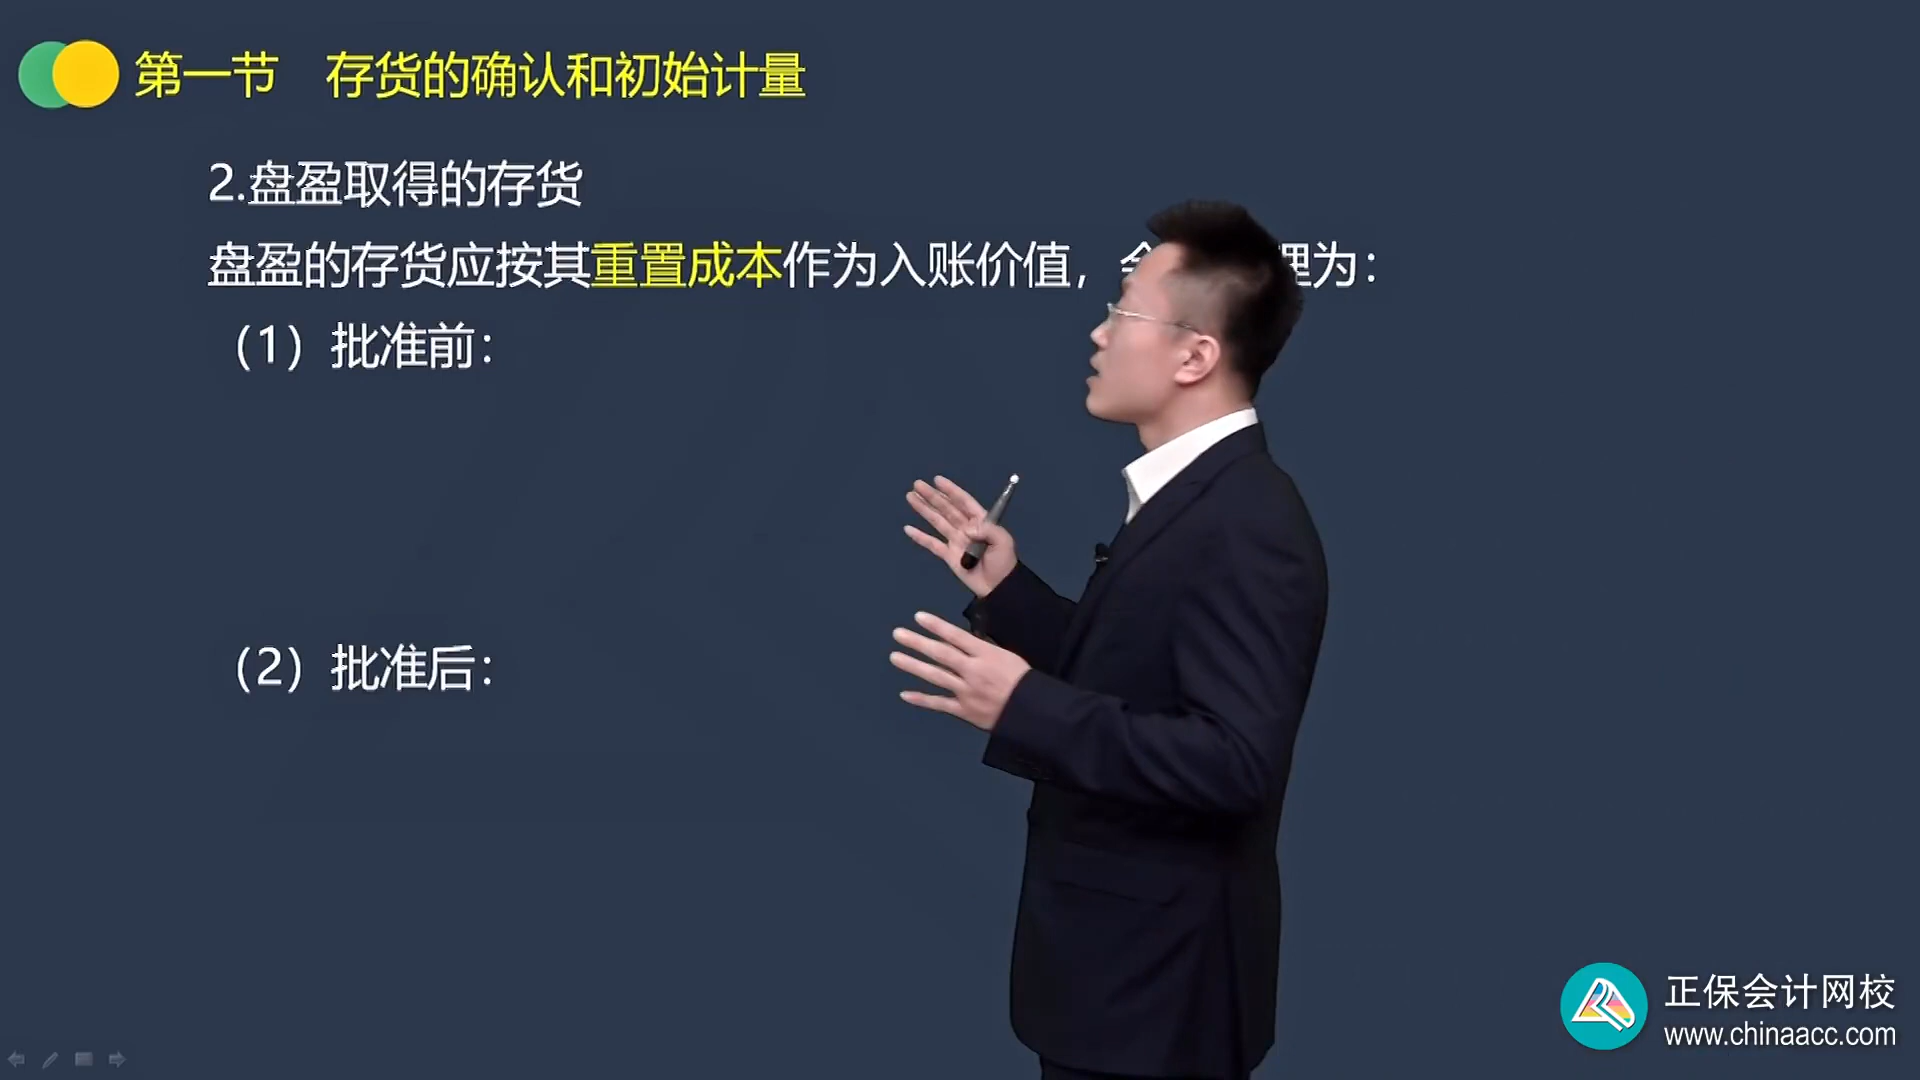 第一节 存货的确认和初始计量
2.盘盈取得的存货
盘盈的存货应按其重置成本作为入账价值，理为：
（1）批准前：
（2）批准后：
正保会计网校
www.chinaacc.com